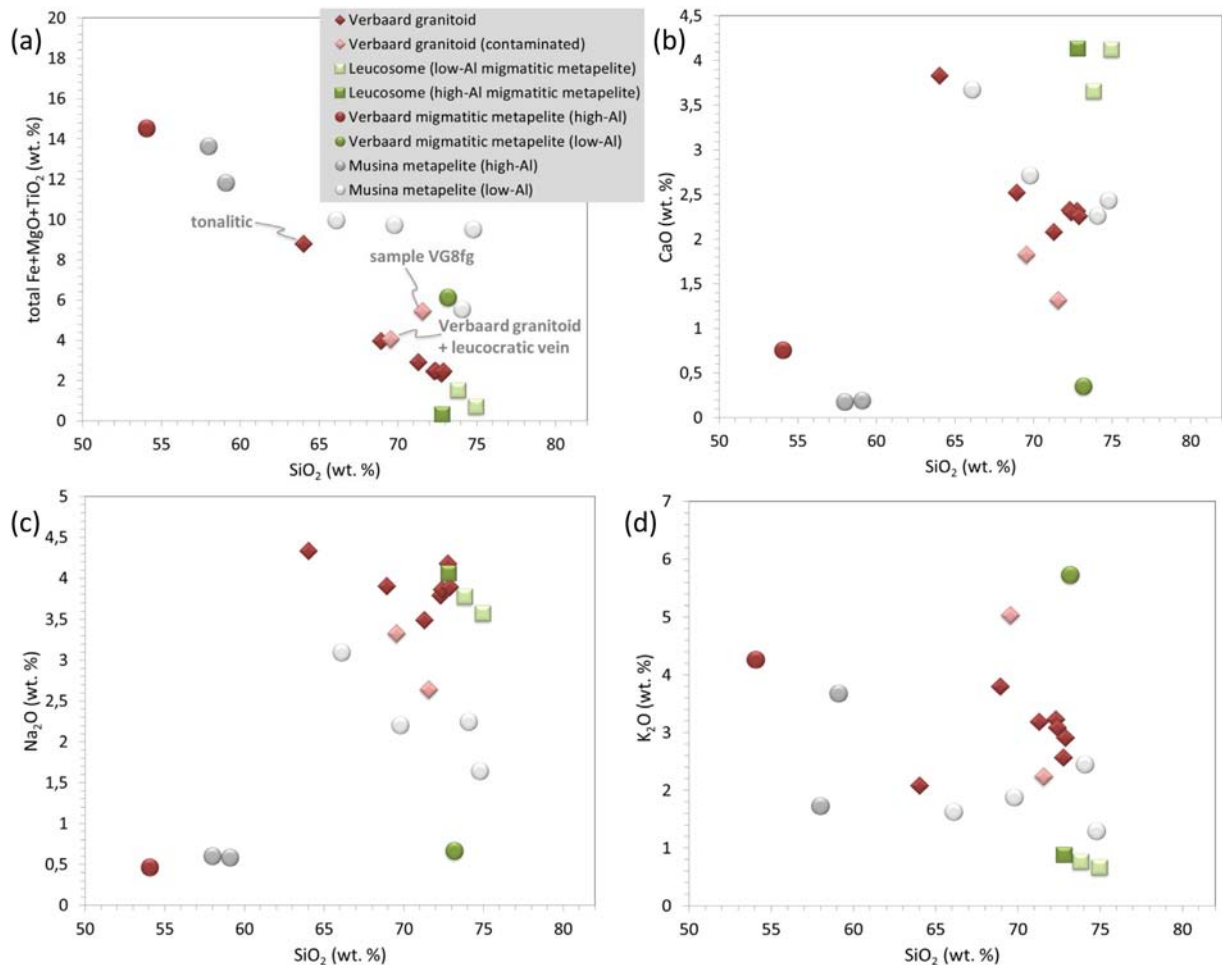 (a)
20
18
16
14
12
10
8
6
4
2
0
total Fe+MgO+TiO₂ (wt. %)
50 55 60 65 70 75 80
SiO₂ (wt. %)
tonalitic
sample VG8fg
Verbaard granitoid
+ leucocratic vein
Verbaard granitoid
Verbaard granitoid (contaminated)
Leucosome (low-Al migmatitic metapelite)
Leucosome (high-Al migmatitic metapelite)
Verbaard migmatitic metapelite (high-Al)
Verbaard migmatitic metapelite (low-Al)
Musina metapelite (high-Al)
Musina metapelite (low-Al)
(b)
4,5
4
3,5
3
2,5
2
1,5
1
0,5
0
CaO (wt. %)
50 55 60 65 70 75 80
SiO₂ (wt. %)
(c)
5
4,5
4
3,5
3
2,5
2
1,5
1
0,5
0
Na₂O (wt. %)
50 55 60 65 70 75 80
SiO₂ (wt. %)
(d)
7
6
5
4
3
2
1
0
K₂O (wt. %)
50 55 60 65 70 75 80
SiO₂ (wt. %)